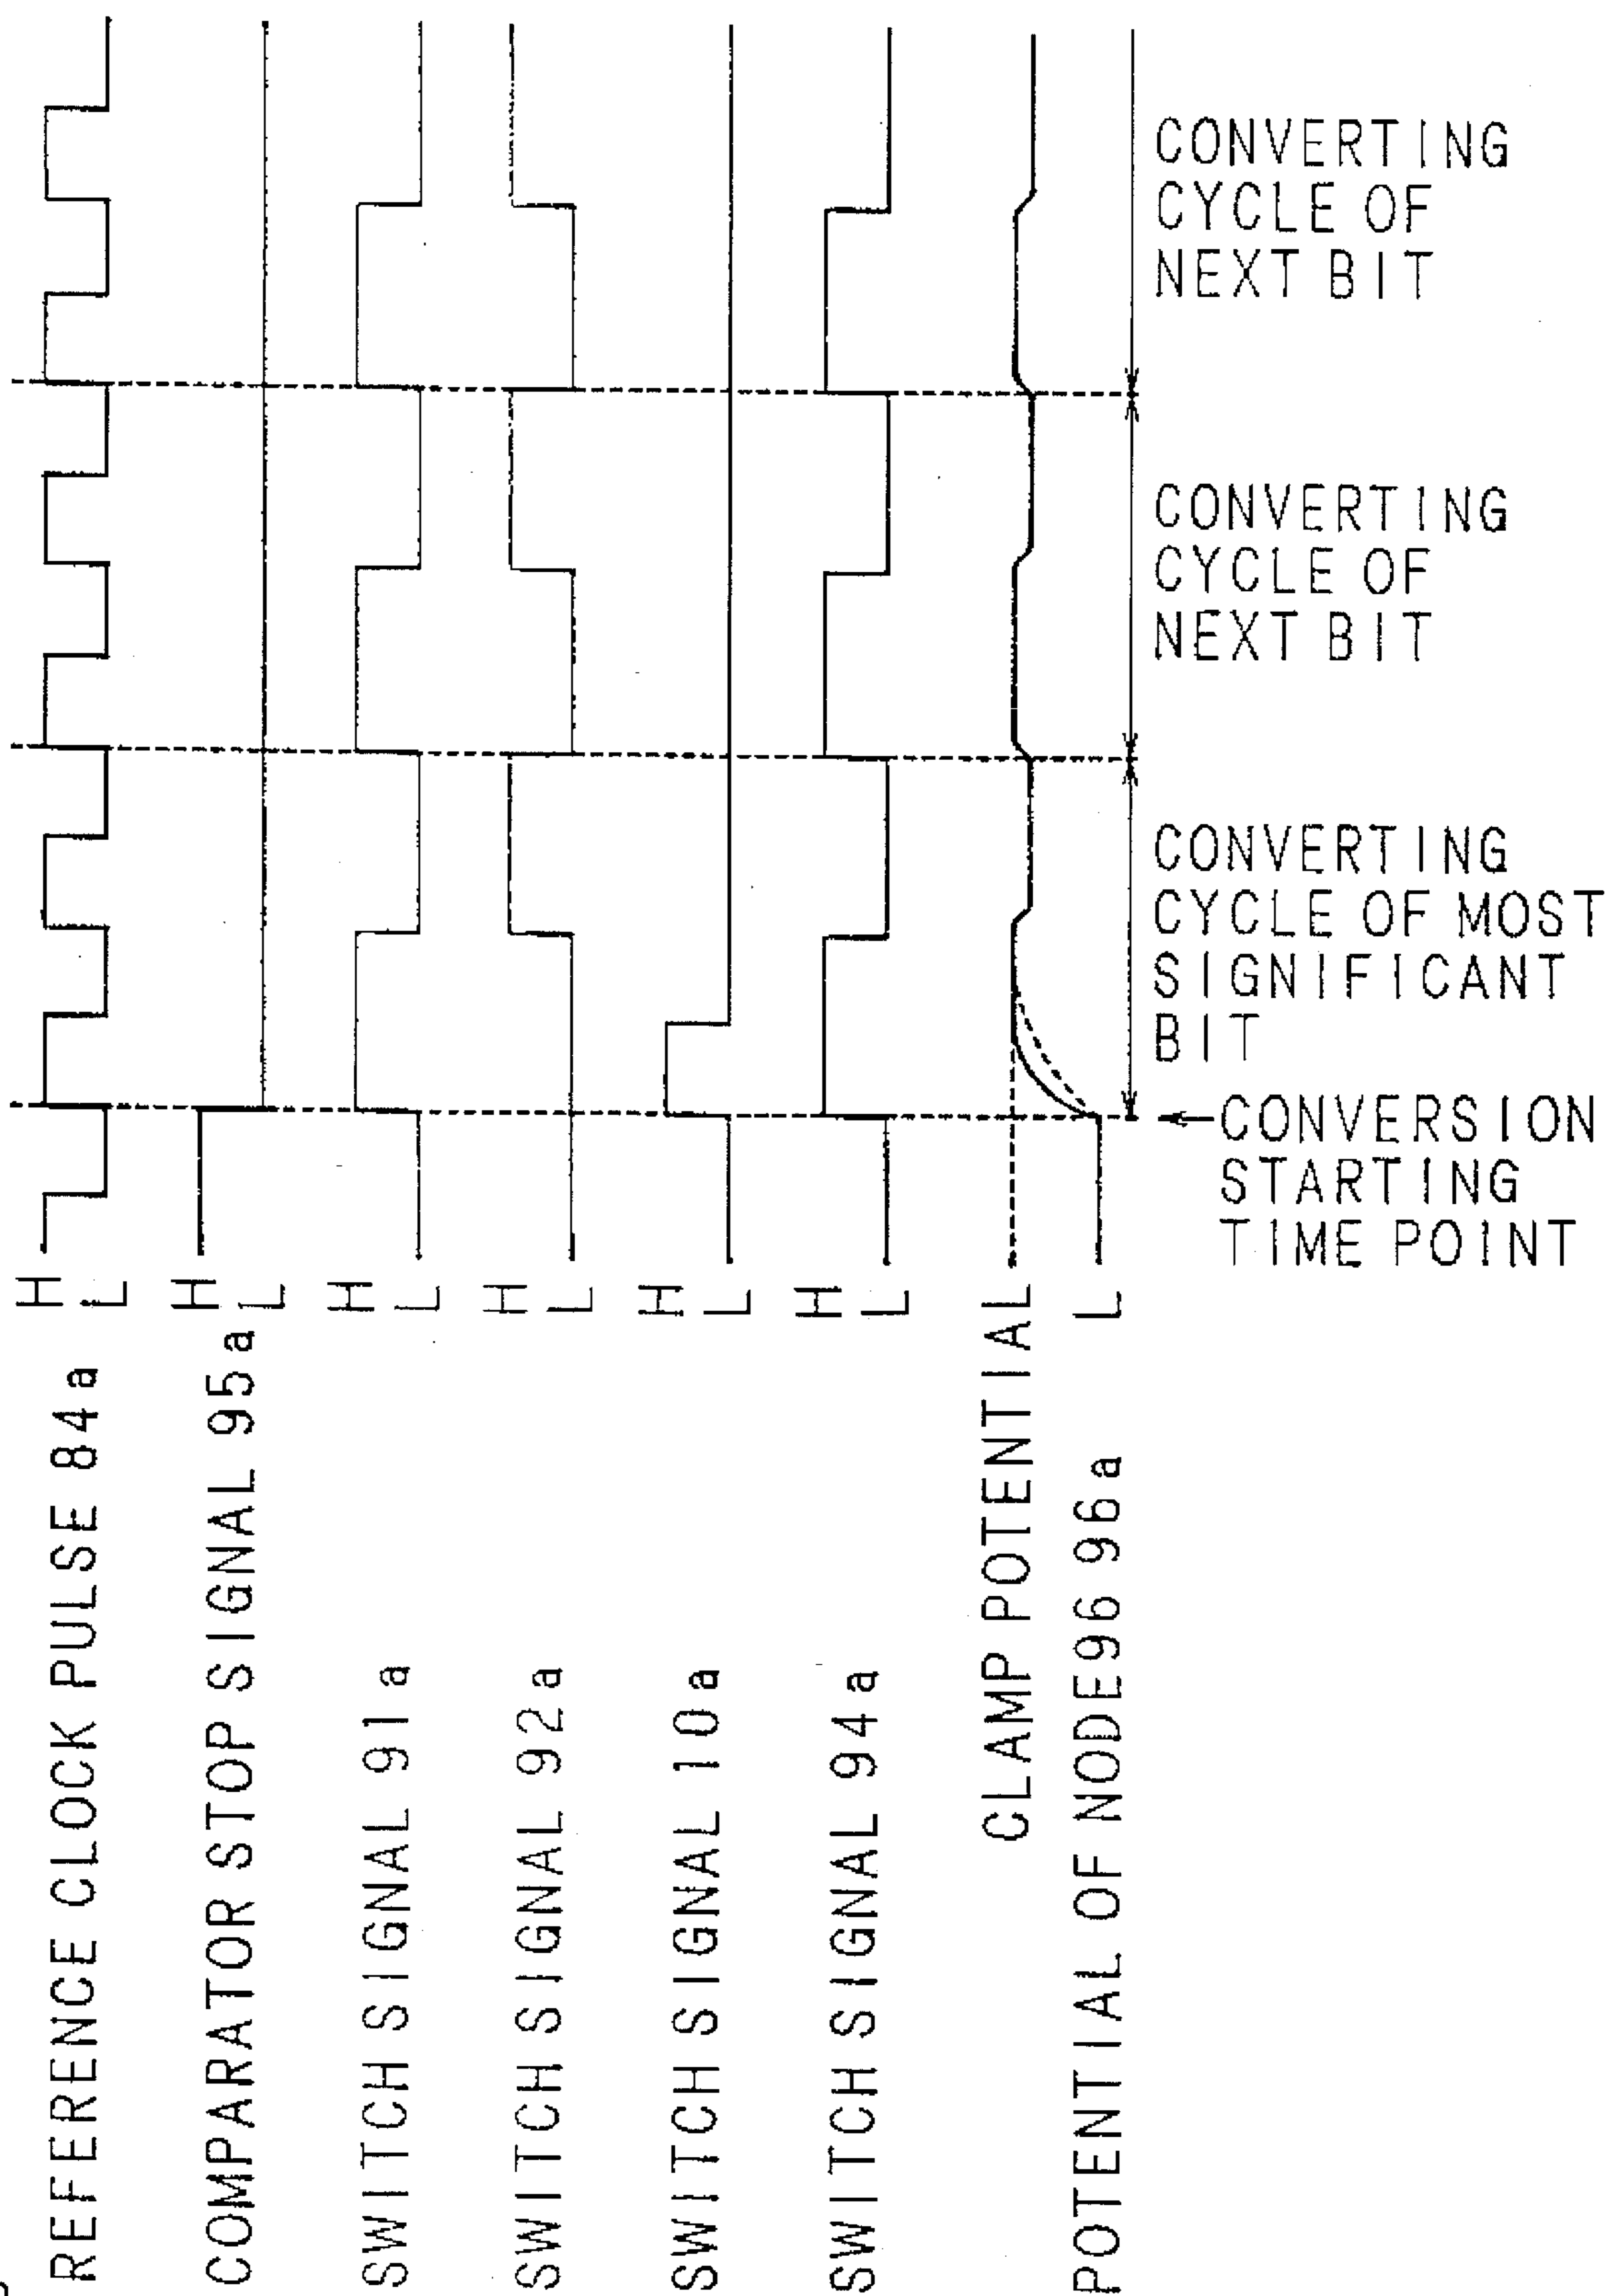 REFERENCE CLOCK PULSE 84a
H
L
COMPARATOR STOP SIGNAL 95a
H
L
SWITCH SIGNAL 91a
H
L
SWITCH SIGNAL 92a
H
L
SWITCH SIGNAL 10a
H
L
SWITCH SIGNAL 94a
H
L
CLAMP POTENTIAL
POTENTIAL OF NODE96 96a
L
CONVERSION
STARTING
TIME POINT
CONVERTING
CYCLE OF MOST
SIGNIFICANT
BIT
CONVERTING
CYCLE OF
NEXT BIT
CONVERTING
CYCLE OF
NEXT BIT